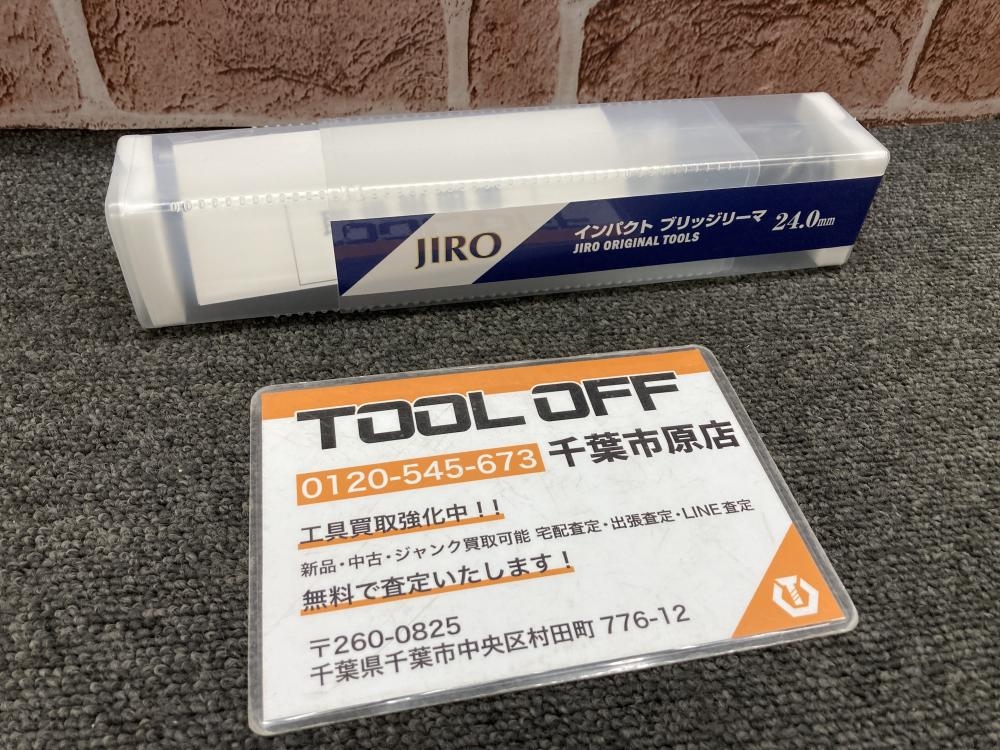 JIRO
インパクト ブリッジリーマ 24.0mm
JIRO ORIGINAL TOOLS
TOOL OFF
0120-545-673 千葉市原店
工具買取強化中!!
新品・中古・ジャンク買取可能 宅配査定・出張査定・LINE査定
無料で査定いたします!
〒260-0825
千葉県千葉市中央区村田町 776-12